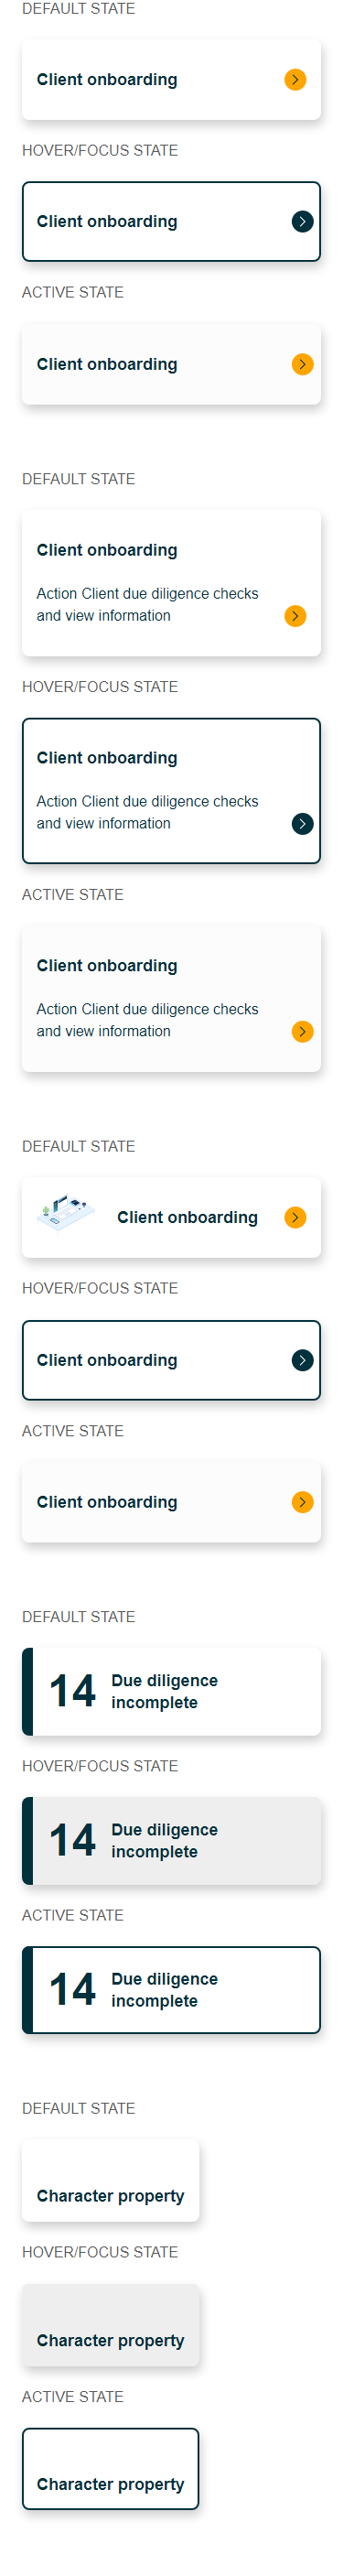 DEFAULT STATE
Client onboarding
HOVER/FOCUS STATE
Client onboarding
ACTIVE STATE
Client onboarding
DEFAULT STATE
Client onboarding
Action Client due diligence checks
and view information
HOVER/FOCUS STATE
Client onboarding
Action Client due diligence checks
and view information
ACTIVE STATE
Client onboarding
Action Client due diligence checks
and view information
DEFAULT STATE
Client onboarding
HOVER/FOCUS STATE
Client onboarding
ACTIVE STATE
Client onboarding
DEFAULT STATE
14 Due diligence
incomplete
HOVER/FOCUS STATE
14 Due diligence
incomplete
ACTIVE STATE
14 Due diligence
incomplete
DEFAULT STATE
Character property
HOVER/FOCUS STATE
Character property
ACTIVE STATE
Character property